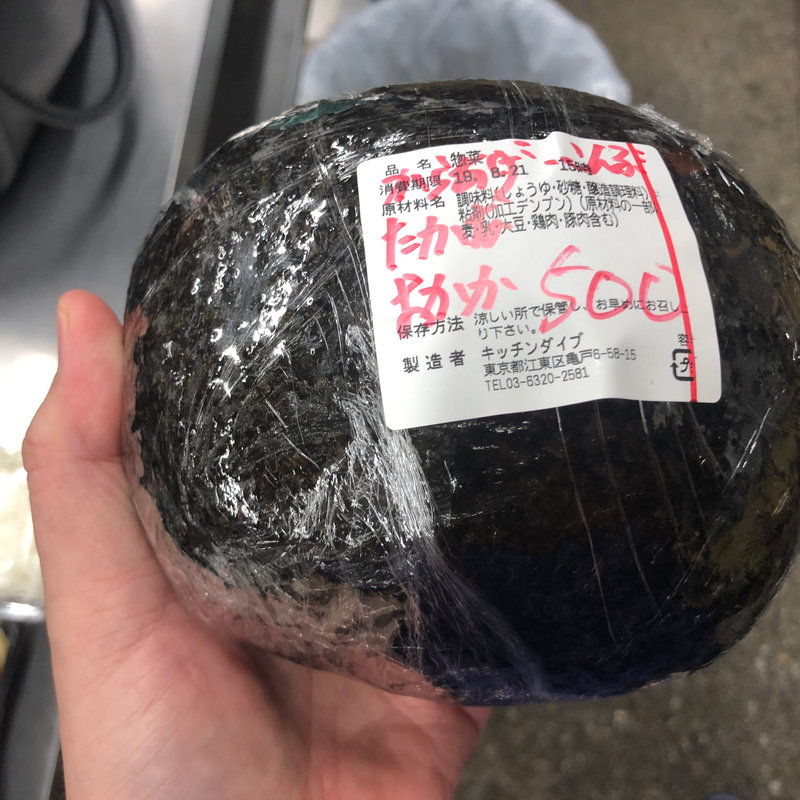 品名 惣菜
消費期限 19. 8.21 15時
原材料名 調味料(しょうゆ・砂糖・醸造調理料)、
粘剤(加工デンプン)(原材料の一部
麦・乳・大豆・鶏肉・豚肉含む)
たか
おかか 500
保存方法 涼しい所で保管し、お早めにお召し上
り下さい。
製造者 キッチンダイブ
東京都江東区亀戸6-58-15
TEL03-6320-2581